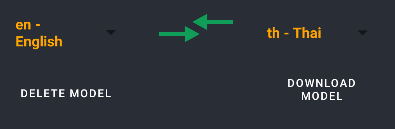 en -
English
th - Thai
DELETE MODEL
DOWNLOAD
MODEL